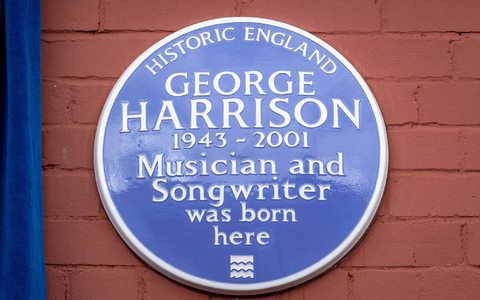 HISTORIC ENGLAND
GEORGE
HARRISON
1943 - 2001
Musician and
Songwriter
was born
here